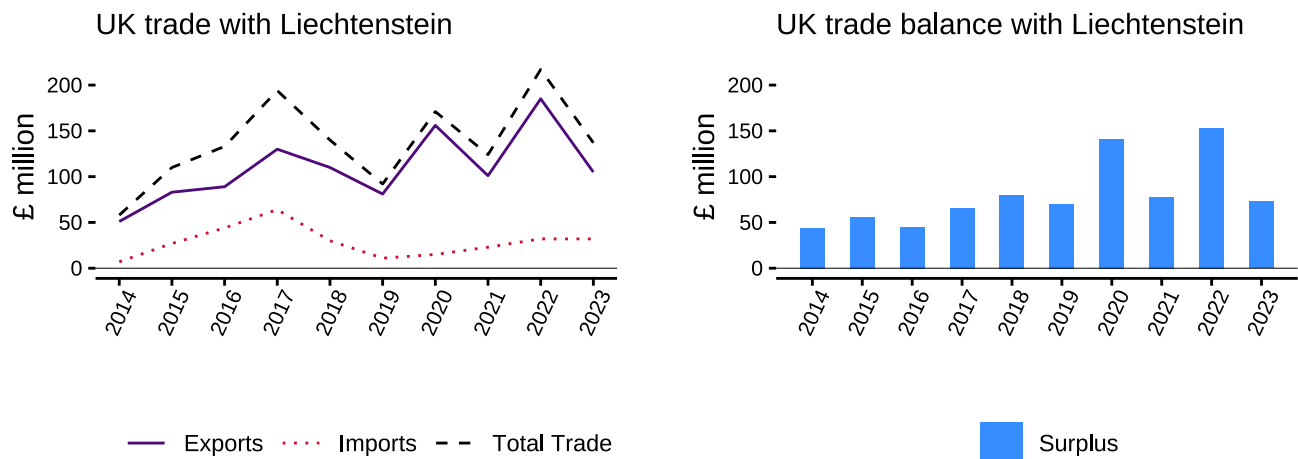 UK trade with Liechtenstein
£ million
200
150
100
50
0
2014 2015 2016 2017 2018 2019 2020 2021 2022 2023
Exports Imports Total Trade
UK trade balance with Liechtenstein
£ million
200
150
100
50
0
2014 2015 2016 2017 2018 2019 2020 2021 2022 2023
Surplus